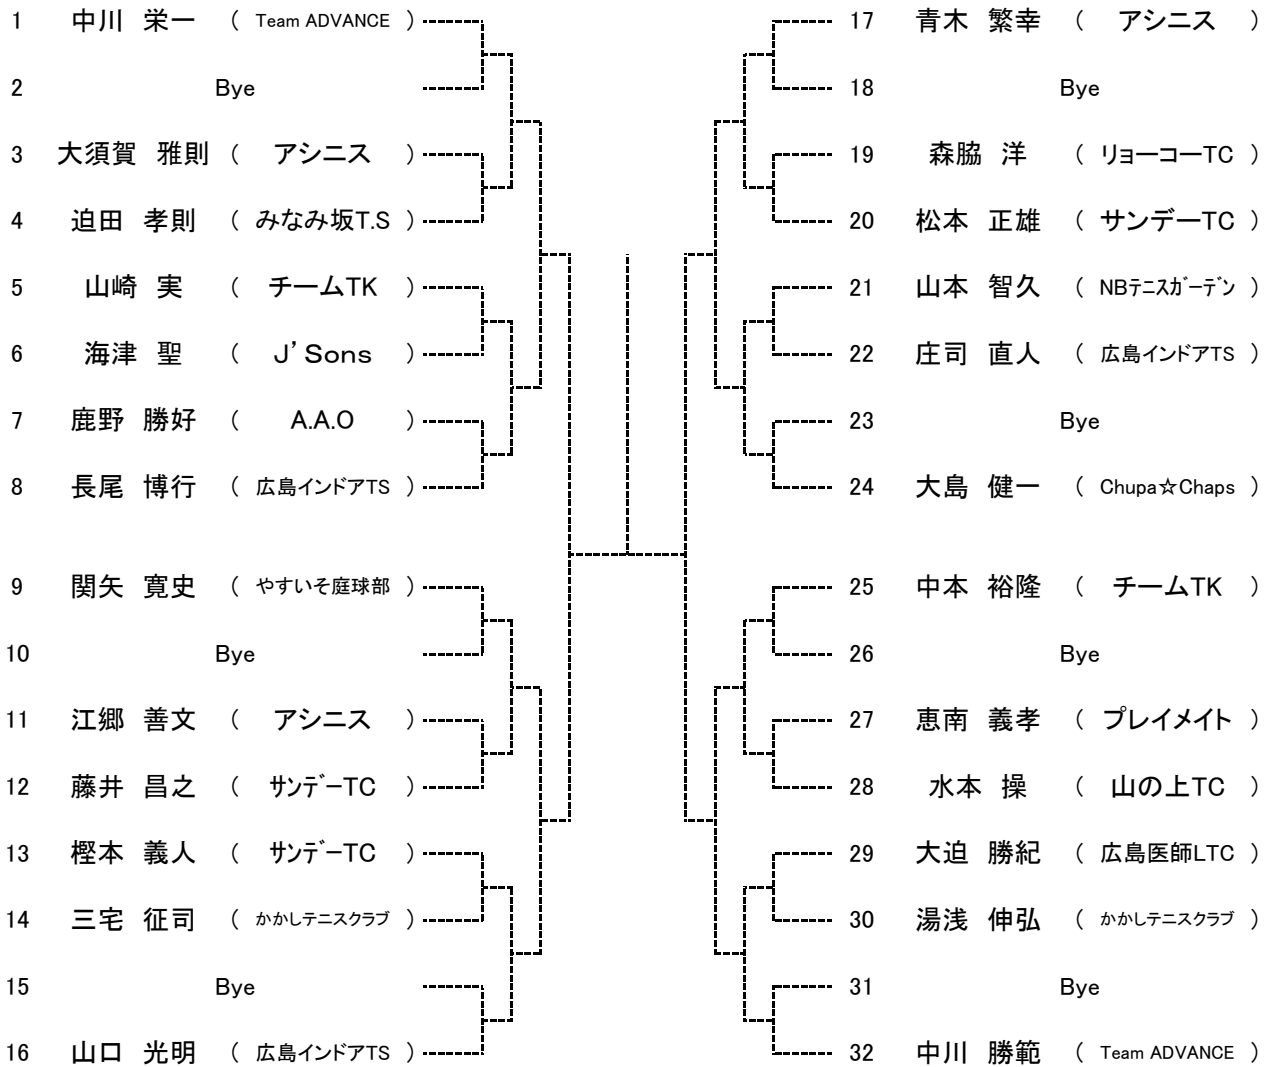 1 中川 栄一 ( Team ADVANCE )
2 Bye
3 大須賀 雅則 ( アシニス )
4 迫田 孝則 ( みなみ坂T.S )
5 山崎 実 ( チームTK )
6 海津 聖 ( J'Sons )
7 鹿野 勝好 ( A.A.O )
8 長尾 博行 ( 広島インドアTS )
9 関矢 寛史 ( やすいそ庭球部 )
10 Bye
11 江郷 善文 ( アシニス )
12 藤井 昌之 ( サンデーTC )
13 樫本 義人 ( サンデーTC )
14 三宅 征司 ( かかしテニスクラブ )
15 Bye
16 山口 光明 ( 広島インドアTS )
17 青木 繁幸 ( アシニス )
18 Bye
19 森脇 洋 ( リョーコーTC )
20 松本 正雄 ( サンデーTC )
21 山本 智久 ( NBテニスガーデン )
22 庄司 直人 ( 広島インドアTS )
23 Bye
24 大島 健一 ( Chupa☆Chaps )
25 中本 裕隆 ( チームTK )
26 Bye
27 恵南 義孝 ( プレイメイト )
28 水本 操 ( 山の上TC )
29 大迫 勝紀 ( 広島医師LTC )
30 湯浅 伸弘 ( かかしテニスクラブ )
31 Bye
32 中川 勝範 ( Team ADVANCE )